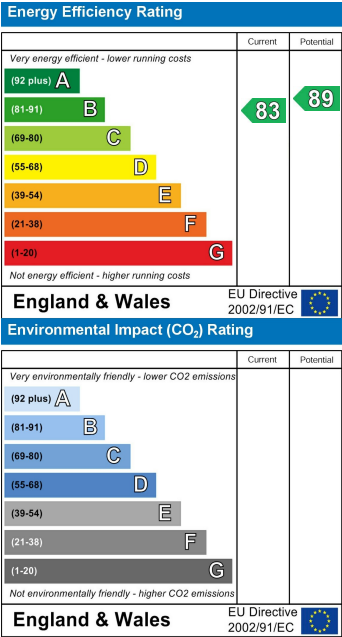 Energy Efficiency Rating
Current Potential
Very energy efficient - lower running costs
(92 plus) A
(81-91) B
83 89
(69-80) C
(55-68) D
(39-54) E
(21-38) F
(1-20) G
Not energy efficient - higher running costs
England & Wales
EU Directive
2002/91/EC
Environmental Impact (CO₂) Rating
Current Potential
Very environmentally friendly - lower CO2 emissions
(92 plus) A
(81-91) B
(69-80) C
(55-68) D
(39-54) E
(21-38) F
(1-20) G
Not environmentally friendly - higher CO2 emissions
England & Wales
EU Directive
2002/91/EC